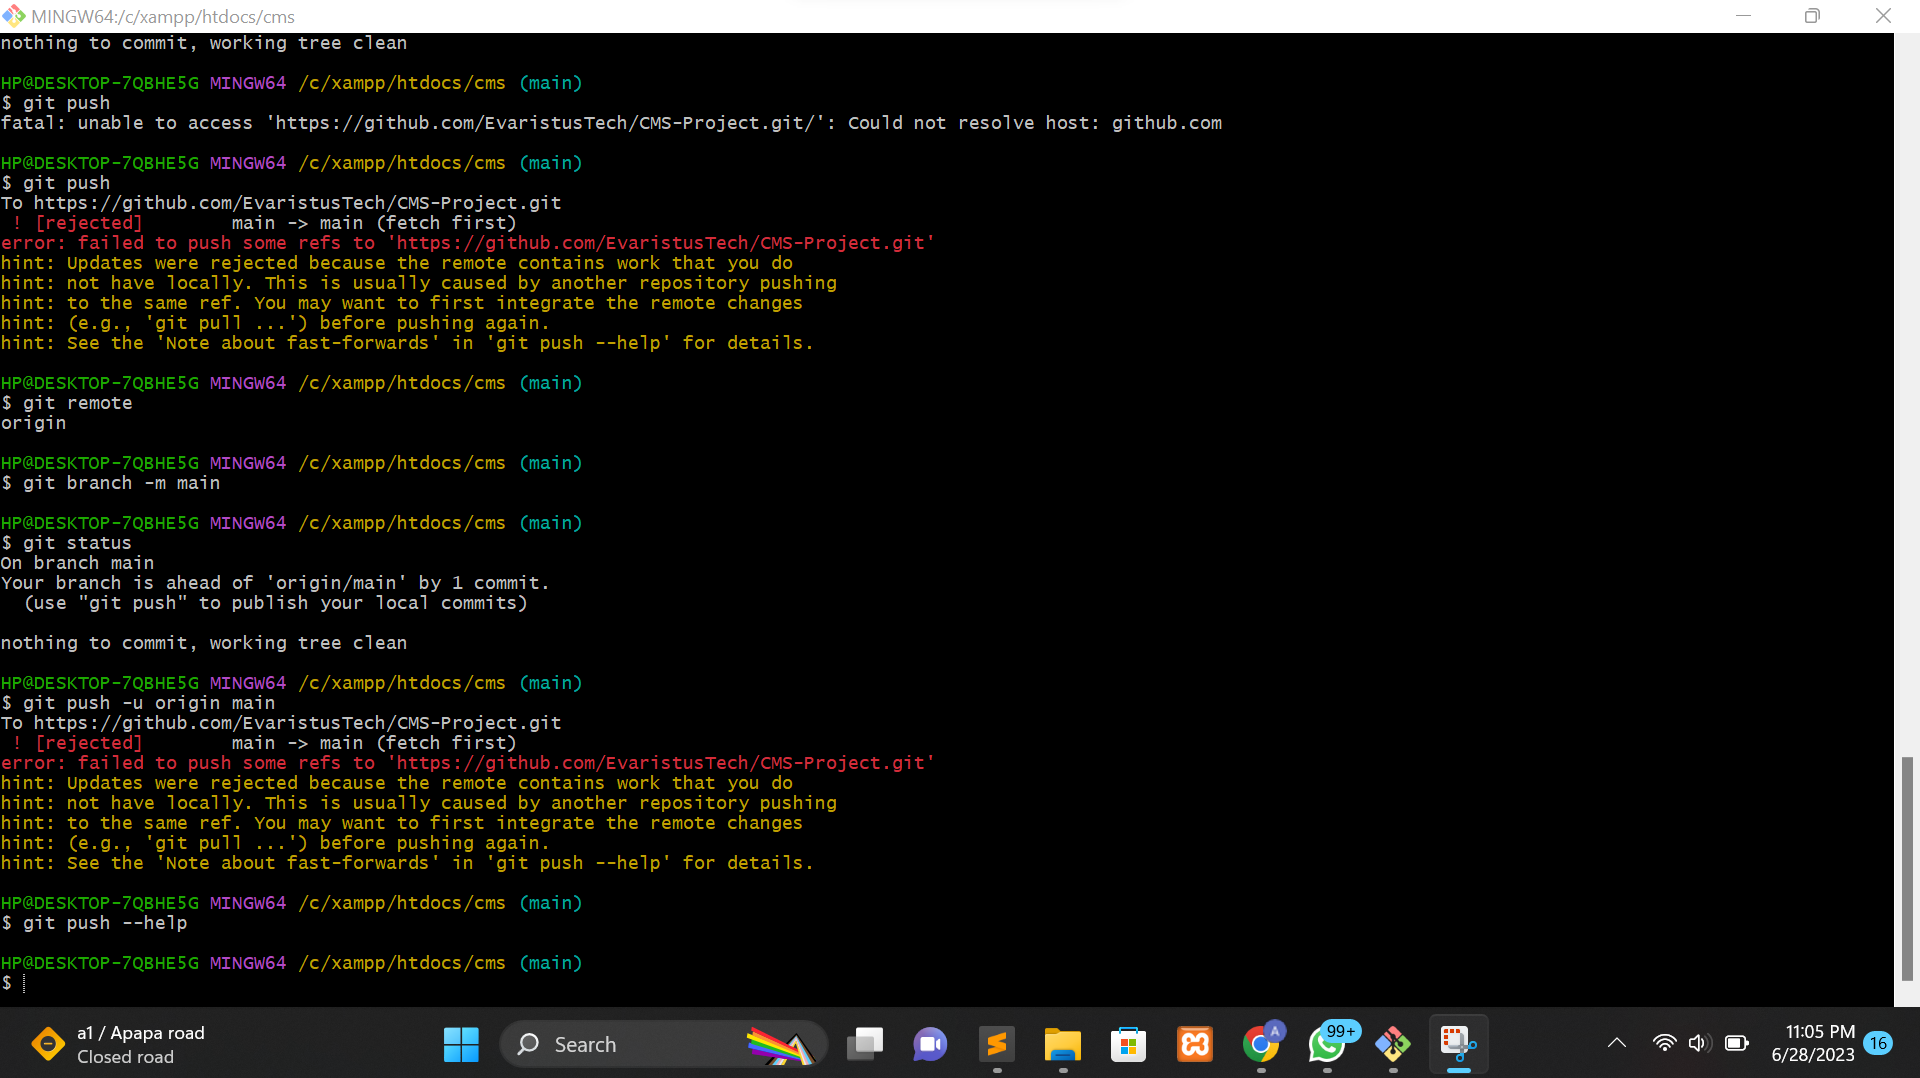 MINGW64:/c/xampp/htdocs/cms
nothing to commit, working tree clean
HP@DESKTOP-7QBHE5G MINGW64 /c/xampp/htdocs/cms (main)
$ git push
fatal: unable to access 'https://github.com/EvaristusTech/CMS-Project.git/': Could not resolve host: github.com
HP@DESKTOP-7QBHE5G MINGW64 /c/xampp/htdocs/cms (main)
$ git push
To https://github.com/EvaristusTech/CMS-Project.git
 ! [rejected]        main -> main (fetch first)
error: failed to push some refs to 'https://github.com/EvaristusTech/CMS-Project.git'
hint: Updates were rejected because the remote contains work that you do
hint: not have locally. This is usually caused by another repository pushing
hint: to the same ref. You may want to first integrate the remote changes
hint: (e.g., 'git pull ...') before pushing again.
hint: See the 'Note about fast-forwards' in 'git push --help' for details.
HP@DESKTOP-7QBHE5G MINGW64 /c/xampp/htdocs/cms (main)
$ git remote
origin
HP@DESKTOP-7QBHE5G MINGW64 /c/xampp/htdocs/cms (main)
$ git branch -m main
HP@DESKTOP-7QBHE5G MINGW64 /c/xampp/htdocs/cms (main)
$ git status
On branch main
Your branch is ahead of 'origin/main' by 1 commit.
  (use "git push" to publish your local commits)
nothing to commit, working tree clean
HP@DESKTOP-7QBHE5G MINGW64 /c/xampp/htdocs/cms (main)
$ git push -u origin main
To https://github.com/EvaristusTech/CMS-Project.git
 ! [rejected]        main -> main (fetch first)
error: failed to push some refs to 'https://github.com/EvaristusTech/CMS-Project.git'
hint: Updates were rejected because the remote contains work that you do
hint: not have locally. This is usually caused by another repository pushing
hint: to the same ref. You may want to first integrate the remote changes
hint: (e.g., 'git pull ...') before pushing again.
hint: See the 'Note about fast-forwards' in 'git push --help' for details.
HP@DESKTOP-7QBHE5G MINGW64 /c/xampp/htdocs/cms (main)
$ git push --help
HP@DESKTOP-7QBHE5G MINGW64 /c/xampp/htdocs/cms (main)
$
a1 / Apapa road
Closed road
Search
A
99+
11:05 PM
6/28/2023
16